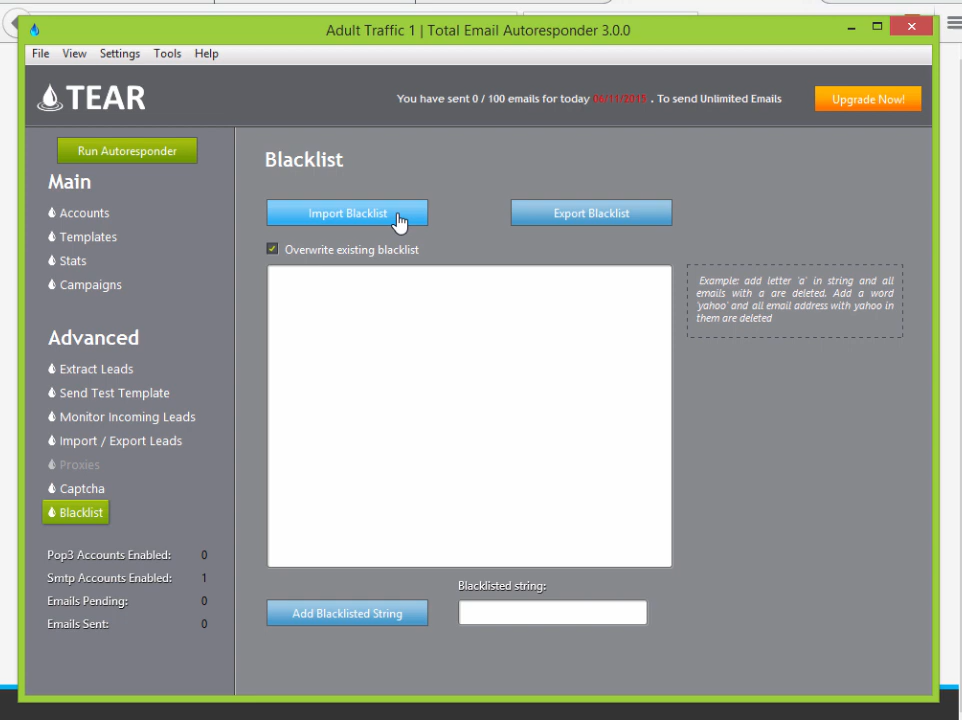 Adult Traffic 1 | Total Email Autoresponder 3.0.0
File View Settings Tools Help
TEAR
You have sent 0 / 100 emails for today 06/11/2015 . To send Unlimited Emails
Upgrade Now!
Run Autoresponder
Main
Accounts
Templates
Stats
Campaigns
Advanced
Extract Leads
Send Test Template
Monitor Incoming Leads
Import / Export Leads
Proxies
Captcha
Blacklist
Pop3 Accounts Enabled: 0
Smtp Accounts Enabled: 1
Emails Pending: 0
Emails Sent: 0
Blacklist
Import Blacklist
Export Blacklist
Overwrite existing blacklist
Example: add letter 'a' in string and all
emails with a are deleted. Add a word
'yahoo' and all email address with yahoo in
them are deleted
Blacklisted string:
Add Blacklisted String